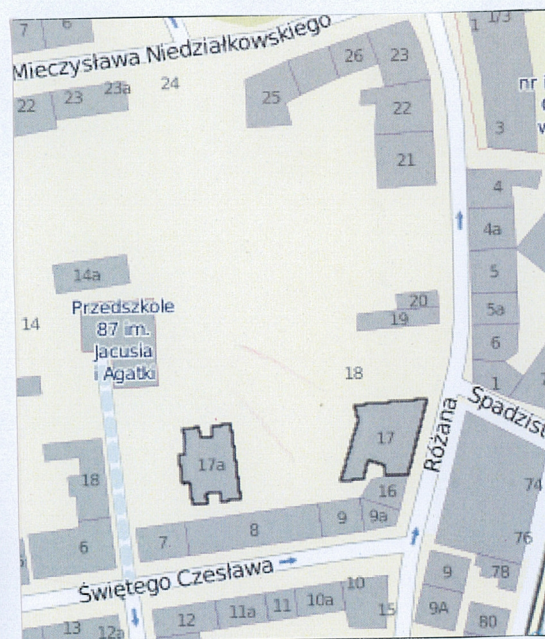 7 6
Mieczysława Niedziałkowskiego
1 1/3
22 23 23a 24
25 26 23
22
21
3
nr
4
4a
5
5a
6
1
14a
14
Przedszkole
87 im.
Jacusia
i Agatki
20
19
18
17a
17
Różana
Spadzist
18
6
16
7 8 9 9a
74
76
Świętego Czesława
9 78
9A 80
13 12a 12 11a 11 10a 10 15